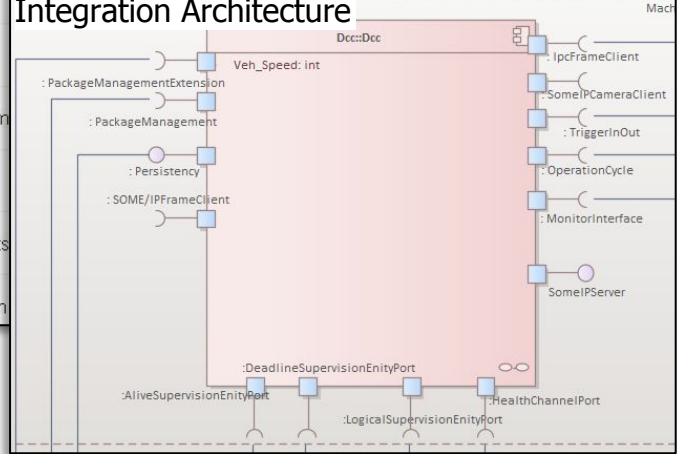 Integration Architecture
Mach
Dcc::Dcc
Veh_Speed: int
: PackageManagementExtension
: PackageManagement
: Persistency
: SOME/IPFrameClient
: IpcFrameClient
: SomeIPCameraClient
: TriggerInOut
: OperationCycle
: MonitorInterface
SomeIPServer
:DeadlineSupervisionEnityPort
:AliveSupervisionEnityPort
:HealthChannelPort
:LogicalSupervisionEnityPort